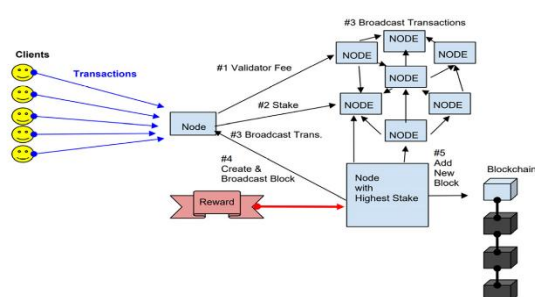 #3 Broadcast Transactions
Clients
Transactions
NODE
NODE
NODE
#1 Validator Fee
NODE
#2 Stake
NODE
NODE
Node
#3 Broadcast Trans.
NODE
#4
Create &
Broadcast Block
#5
Add
New
Block
Node
with
Highest Stake
Blockchain
Reward